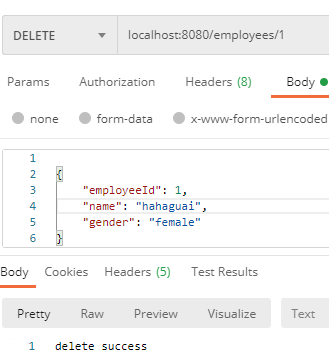 DELETE localhost:8080/employees/1
Params Authorization Headers (8) Body
none form-data x-www-form-urlencoded
1
2 {
3 "employeeId": 1,
4 "name": "hahaguai",
5 "gender": "female"
6 }
Body Cookies Headers (5) Test Results
Pretty Raw Preview Visualize Text
1 delete success